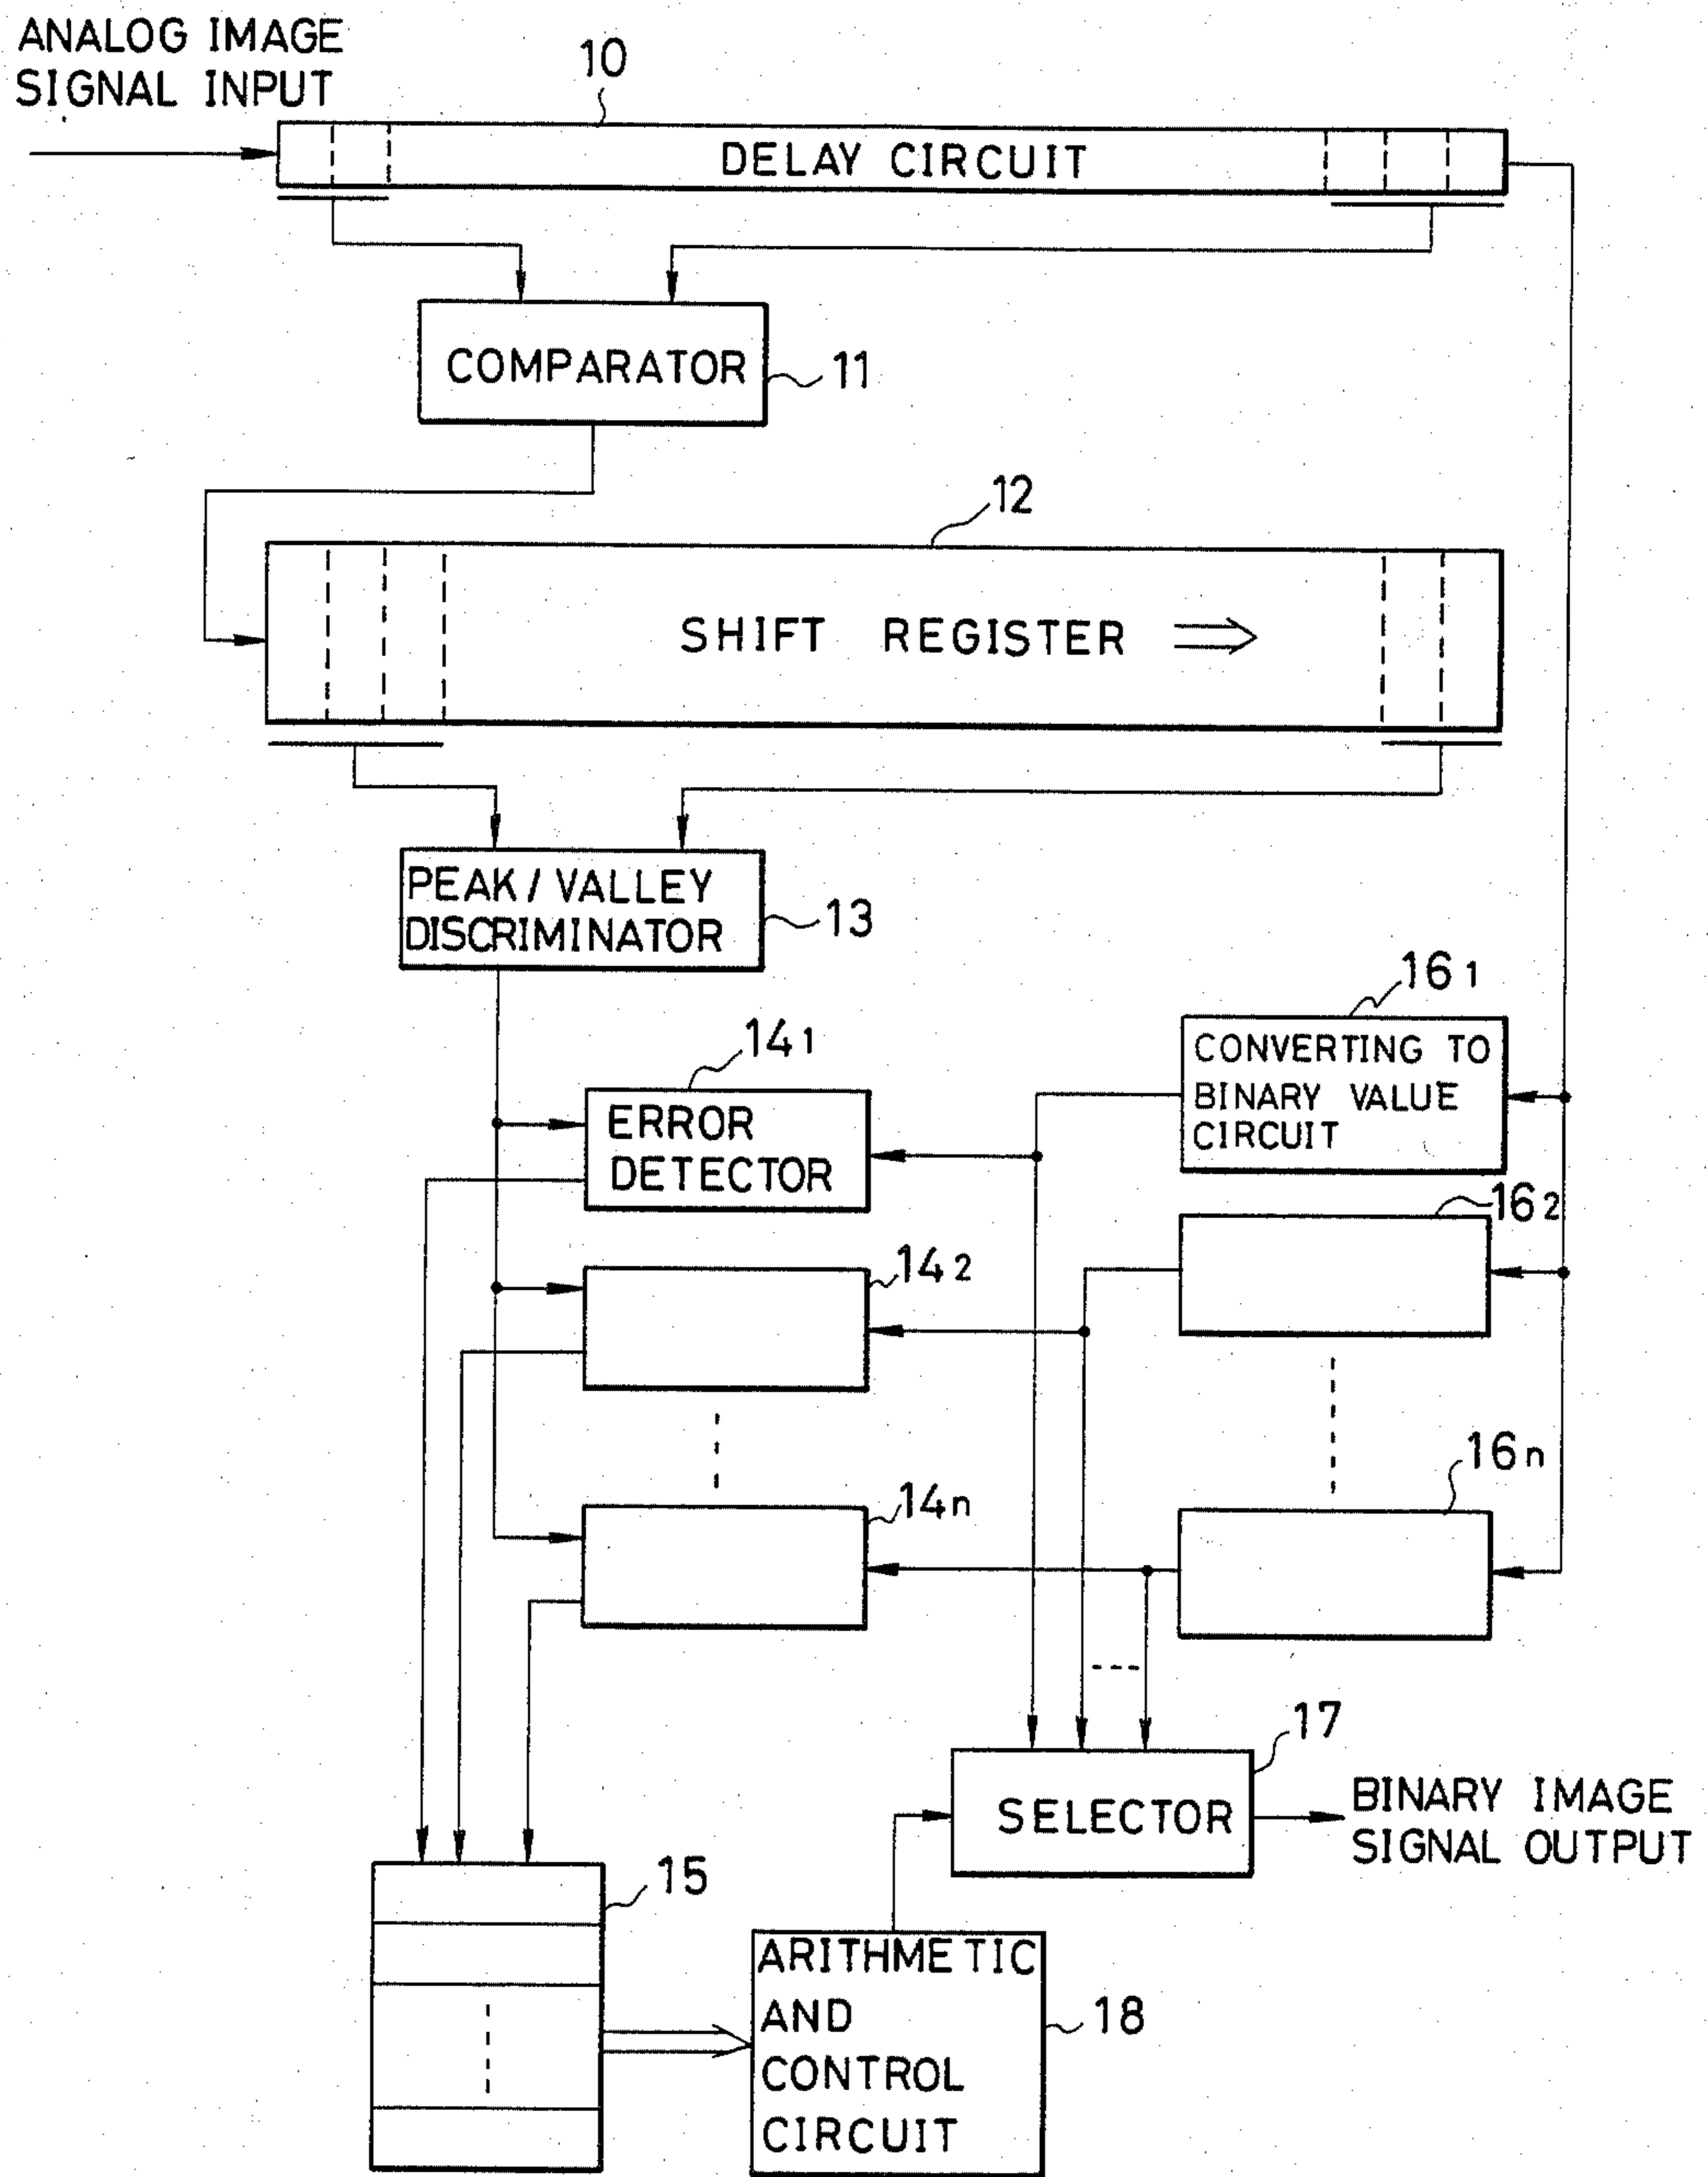 ANALOG IMAGE
SIGNAL INPUT
10
DELAY CIRCUIT
COMPARATOR
11
12
SHIFT REGISTER
PEAK/VALLEY
DISCRIMINATOR
13
16 1
CONVERTING TO
BINARY VALUE
CIRCUIT
14 1
ERROR
DETECTOR
16 2
14 2
16 n
14 n
17
SELECTOR
BINARY IMAGE
SIGNAL OUTPUT
15
ARITHMETIC
AND
CONTROL
CIRCUIT
18